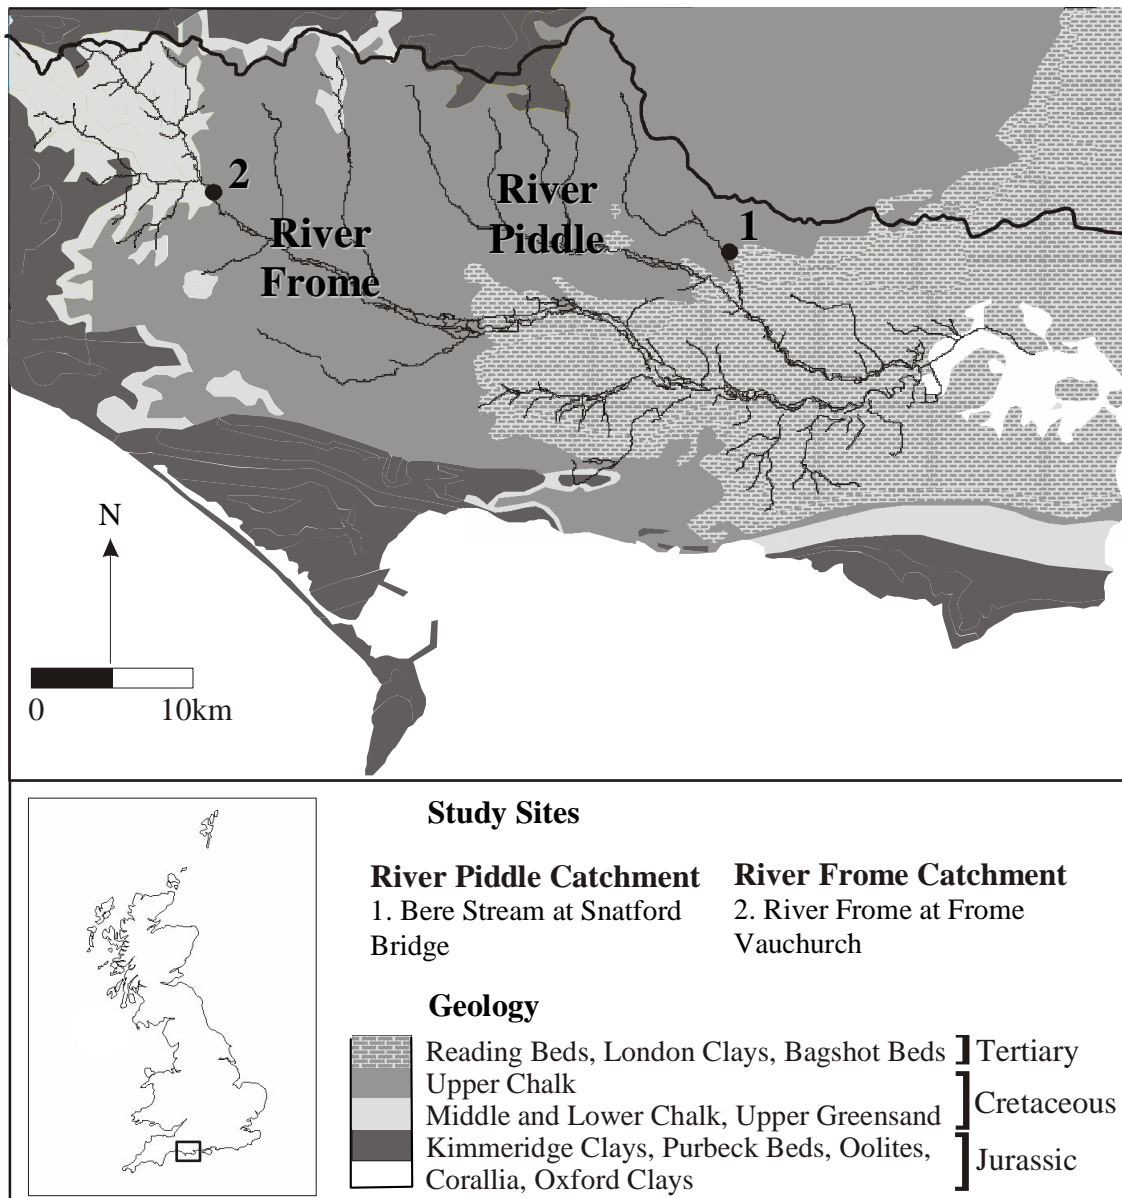 2
River
Frome
River
Piddle
1
N
0 10km
Study Sites
River Piddle Catchment
1. Bere Stream at Snatford
Bridge
River Frome Catchment
2. River Frome at Frome
Vauchurch
Geology
Reading Beds, London Clays, Bagshot Beds ] Tertiary
Upper Chalk
Middle and Lower Chalk, Upper Greensand ] Cretaceous
Kimmeridge Clays, Purbeck Beds, Oolites,
Corallia, Oxford Clays ] Jurassic